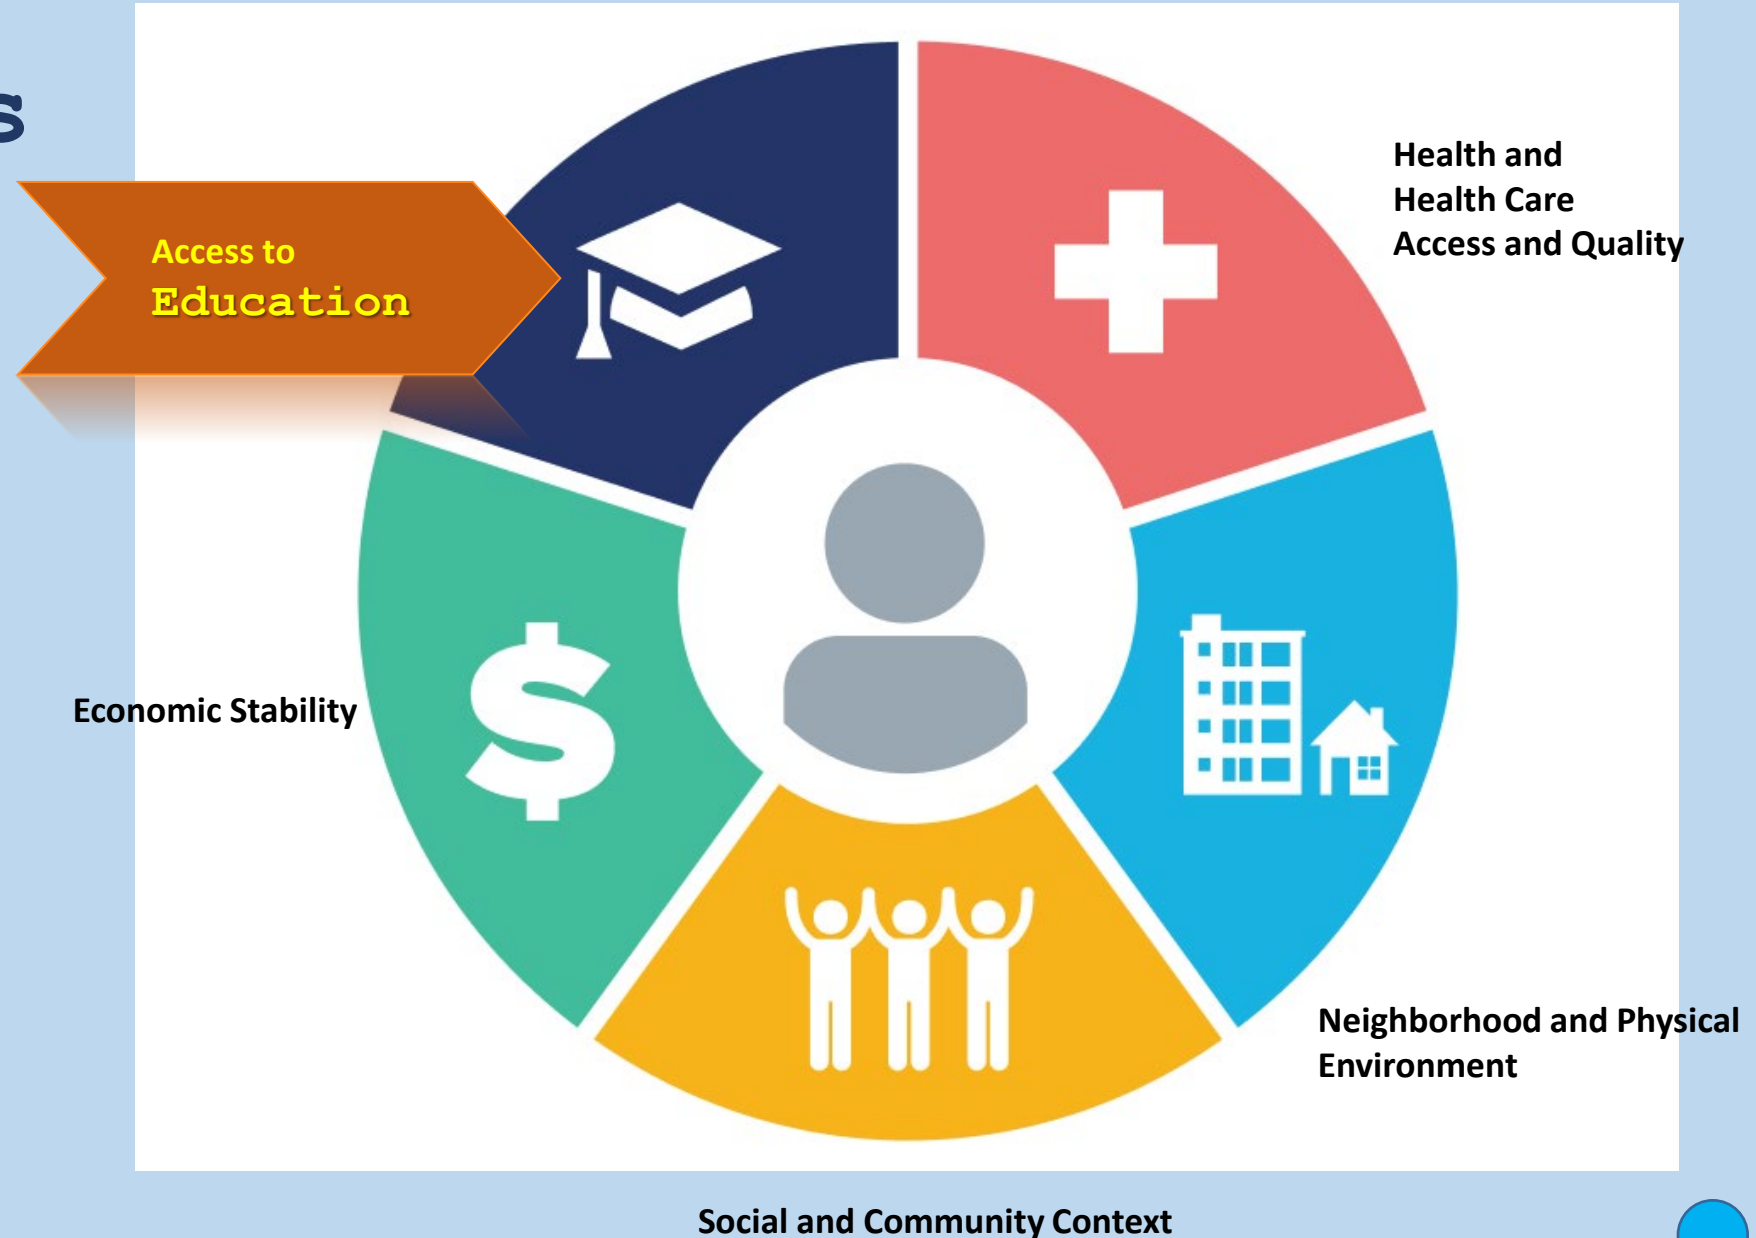 s
Access to
Education
Health and
Health Care
Access and Quality
Economic Stability
Neighborhood and Physical
Environment
Social and Community Context